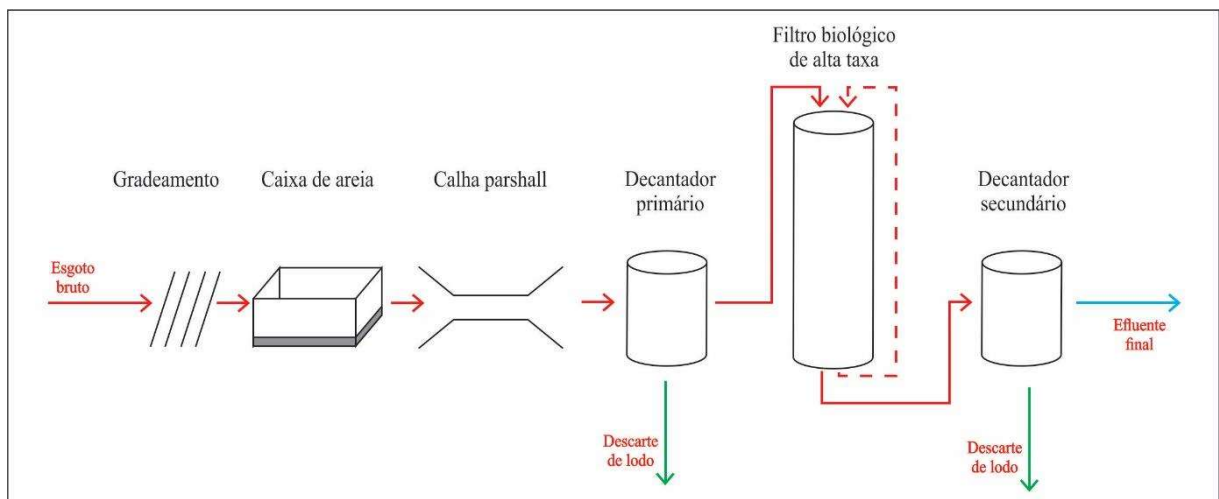 Filtro biológico
de alta taxa
Gradeamento
Caixa de areia
Calha parshall
Decantador
primário
Decantador
secundário
Esgoto
bruto
Efluente
final
Descarte
de lodo
Descarte
de lodo